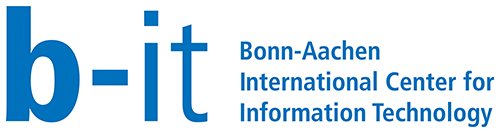 b-it
Bonn-Aachen
International Center for
Information Technology